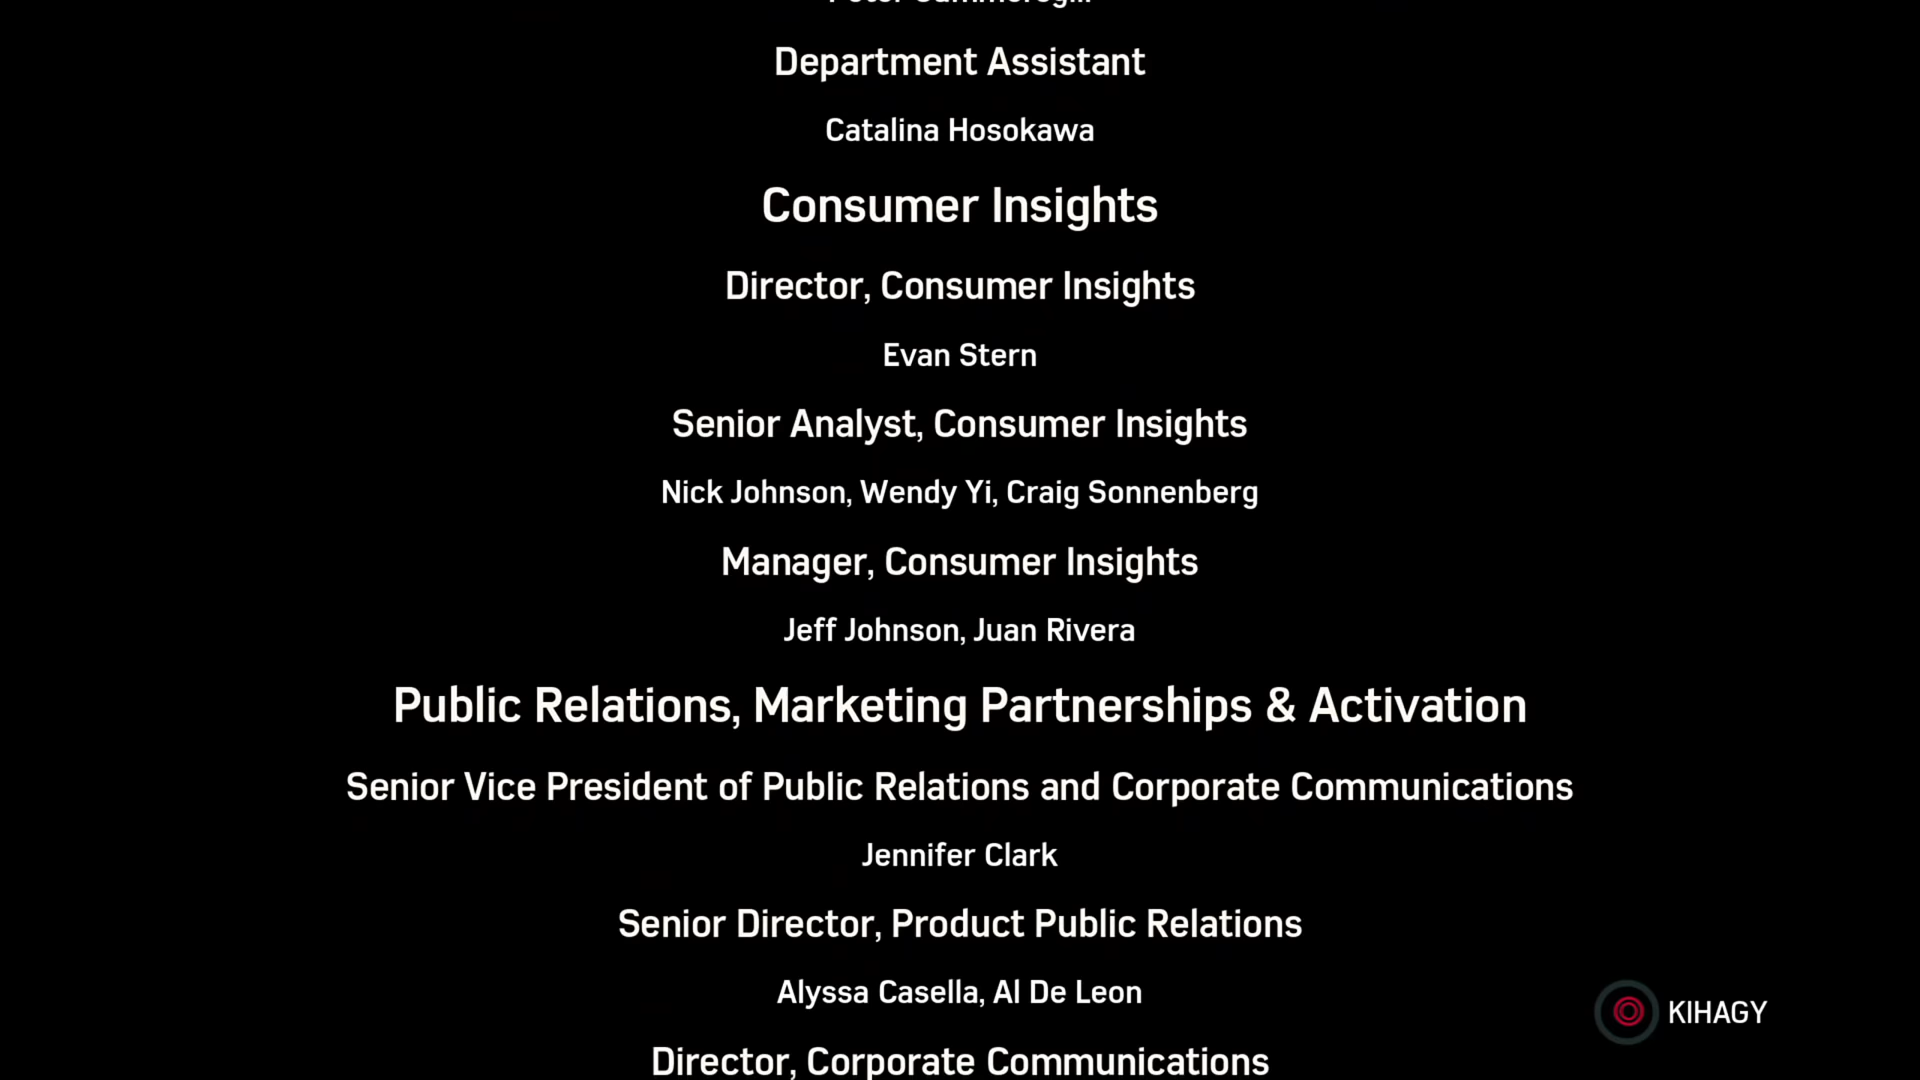 Department Assistant
Catalina Hosokawa
Consumer Insights
Director, Consumer Insights
Evan Stern
Senior Analyst, Consumer Insights
Nick Johnson, Wendy Yi, Craig Sonnenberg
Manager, Consumer Insights
Jeff Johnson, Juan Rivera
Public Relations, Marketing Partnerships & Activation
Senior Vice President of Public Relations and Corporate Communications
Jennifer Clark
Senior Director, Product Public Relations
Alyssa Casella, Al De Leon
KIHAGY
Director, Corporate Communications